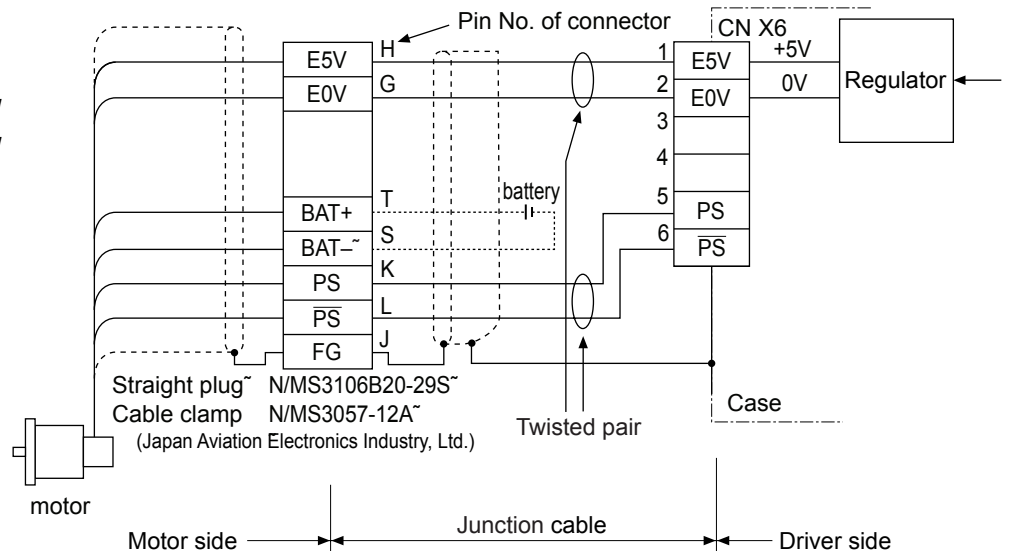 Pin No. of connector
CN X6
E5V H 1 E5V +5V Regulator
E0V G 2 E0V 0V
3
4
BAT+ T battery 5 PS
BAT–˜ S 6 P̅S̅
PS K
P̅S̅ L
FG J
Straight plug˜ N/MS3106B20-29S˜
Cable clamp N/MS3057-12A˜
(Japan Aviation Electronics Industry, Ltd.)
Twisted pair
Case
motor
Motor side
Junction cable
Driver side